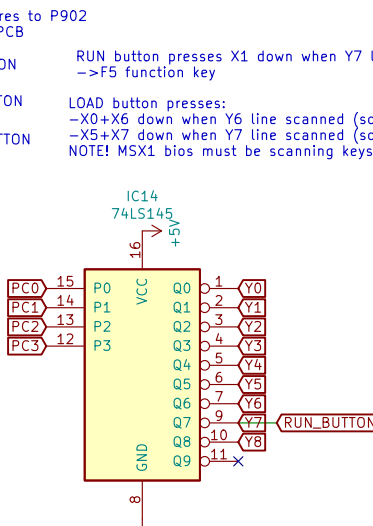 res to P902
PCB
RUN button presses X1 down when Y7 l
ON
->F5 function key
TON
LOAD button presses:
-X0+X6 down when Y6 line scanned (so
TTON
-X5+X7 down when Y7 line scanned (so
NOTE! MSX1 bios must be scanning keys
IC14
74LS145
+5V
16
VCC
PC0 15 P0 Q0 1 Y0
PC1 14 P1 Q1 2 Y1
PC2 13 P2 Q2 3 Y2
PC3 12 P3 Q3 4 Y3
Q4 5 Y4
Q5 6 Y5
Q6 7 Y6
Q7 9 Y7 RUN_BUTTON
Q8 10 Y8
Q9 11
GND
8